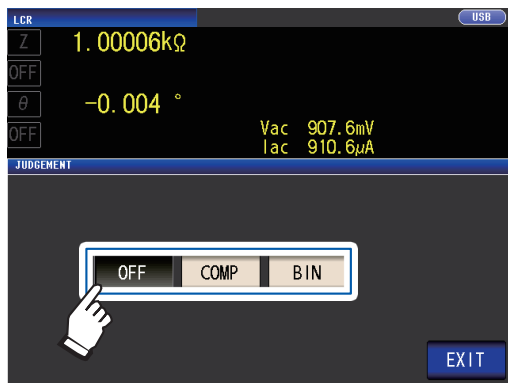 LCR USB
Z 1.00006kΩ
OFF
θ -0.004 °
OFF Vac 907.6mV
Iac 910.6μA
JUDGEMENT
OFF COMP BIN
EXIT